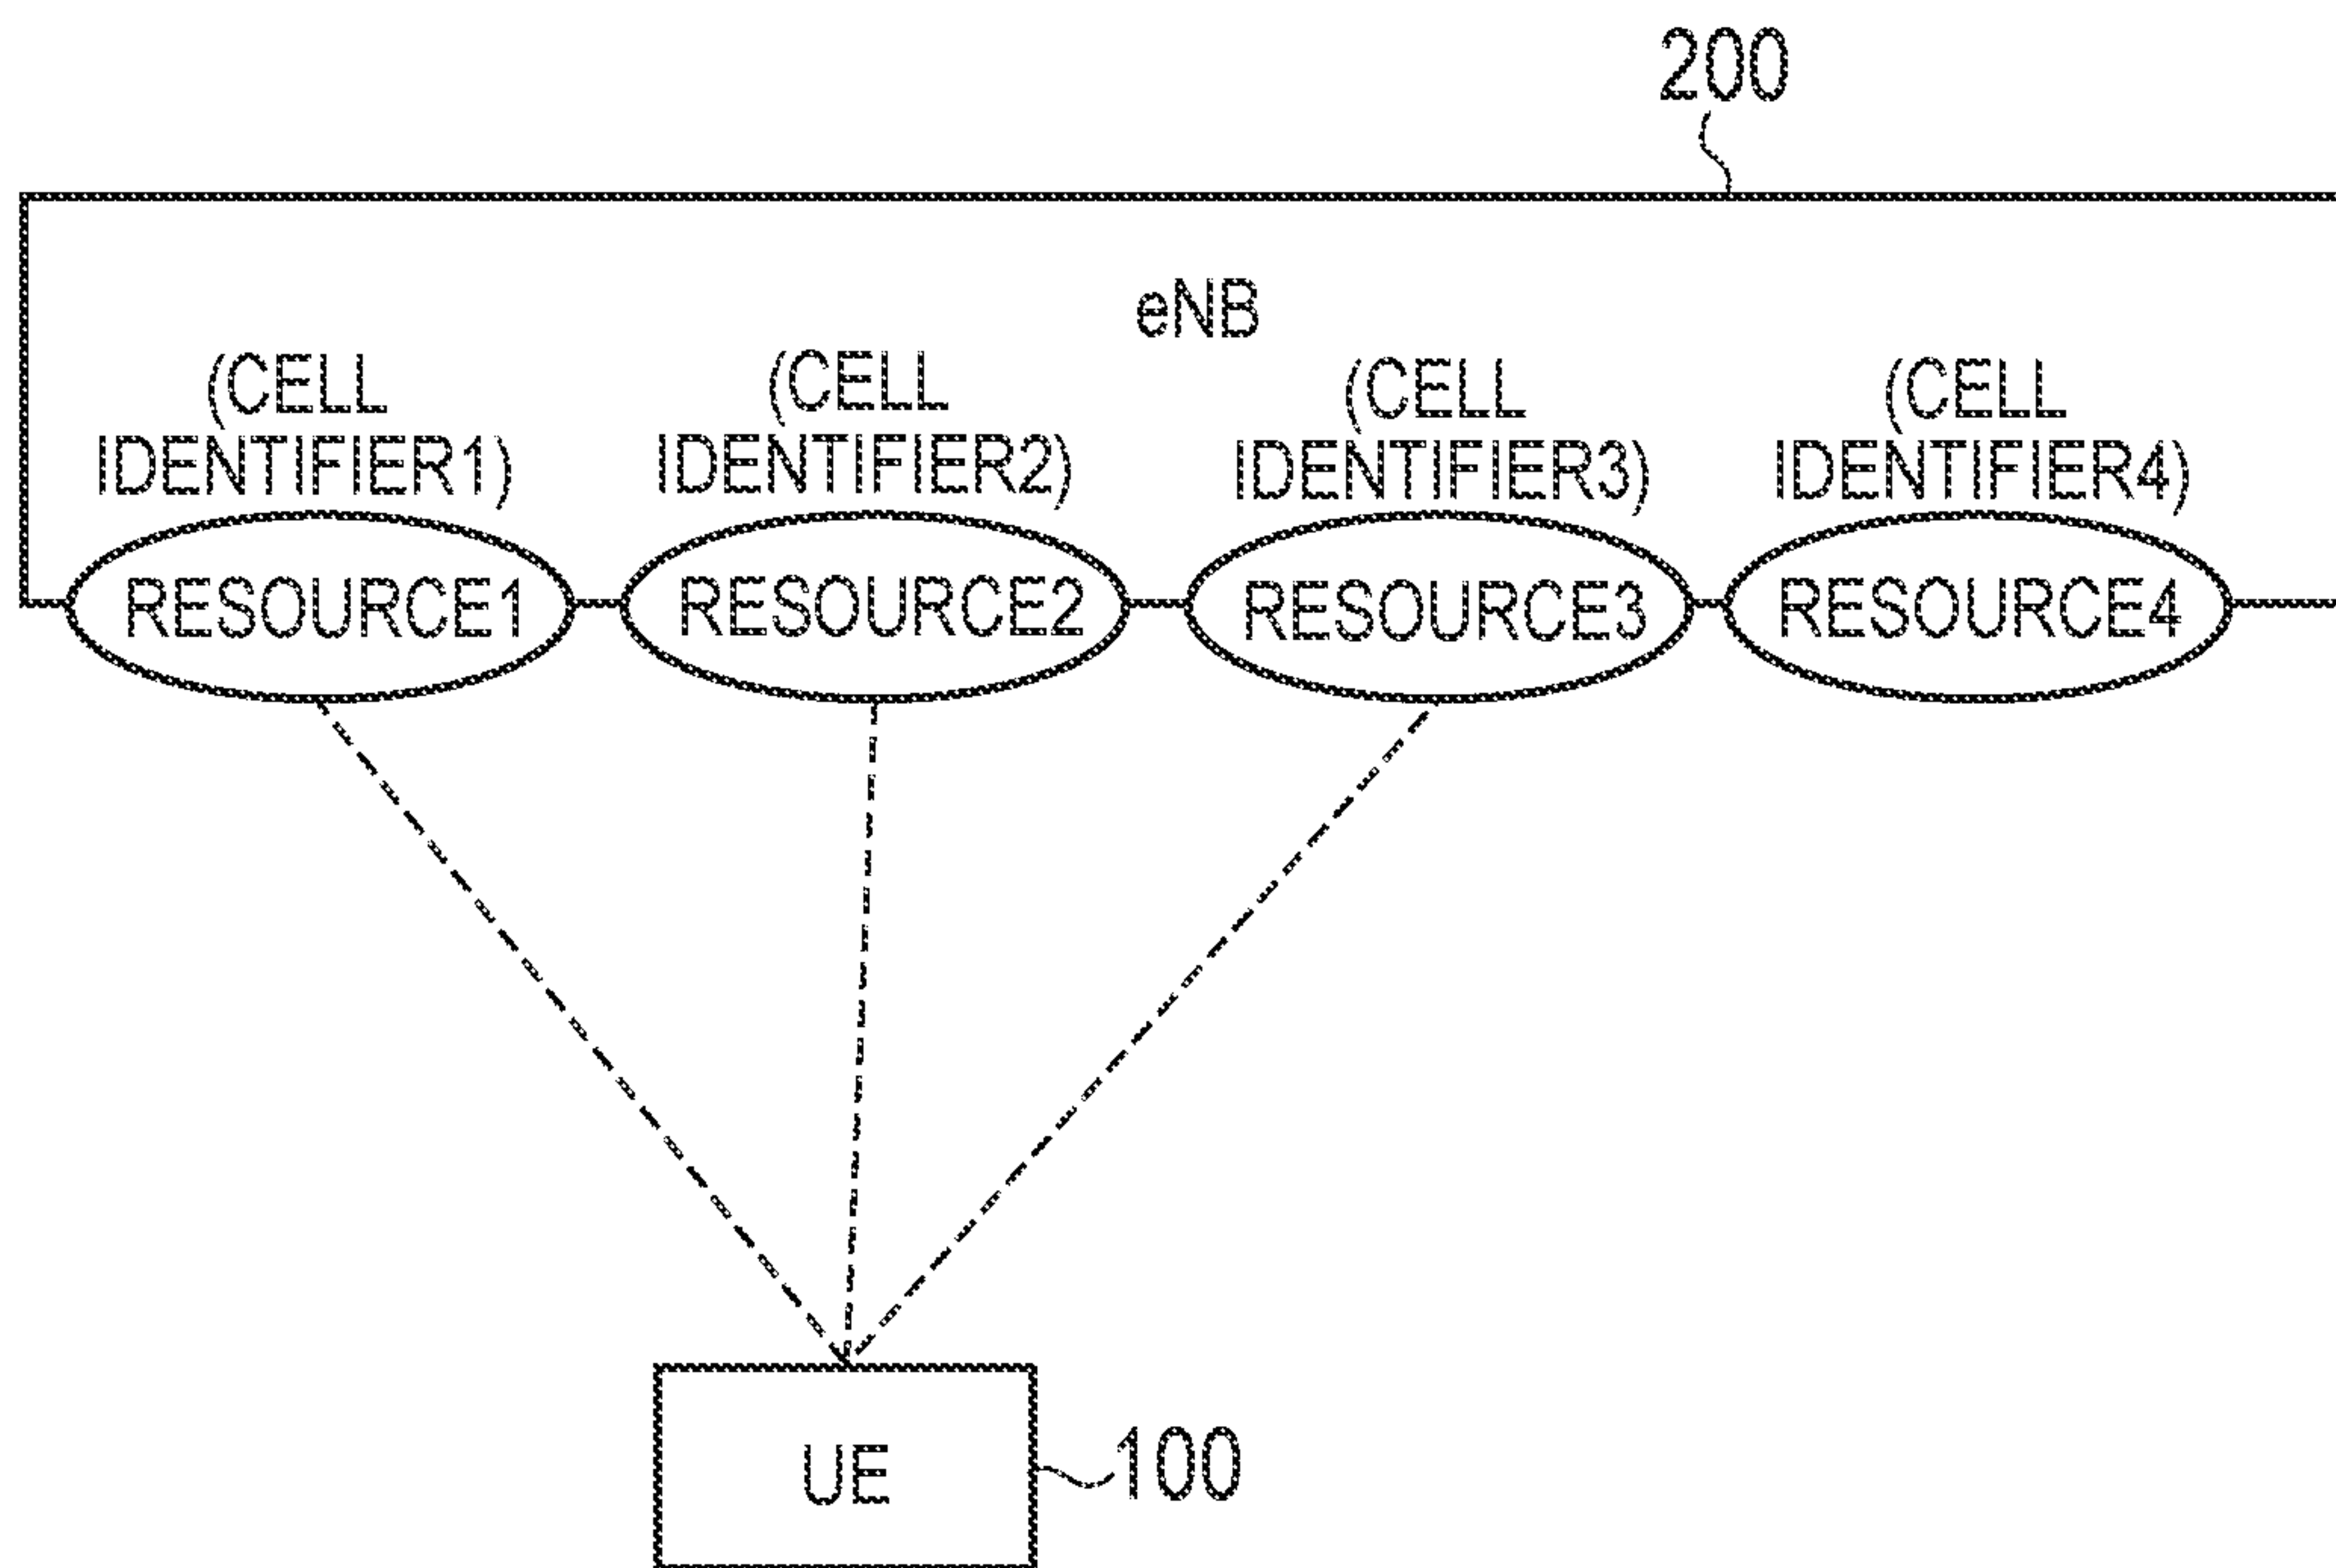 200
eNB
(CELL
IDENTIFIER1)
(CELL
IDENTIFIER2)
(CELL
IDENTIFIER3)
(CELL
IDENTIFIER4)
RESOURCE1
RESOURCE2
RESOURCE3
RESOURCE4
UE
100